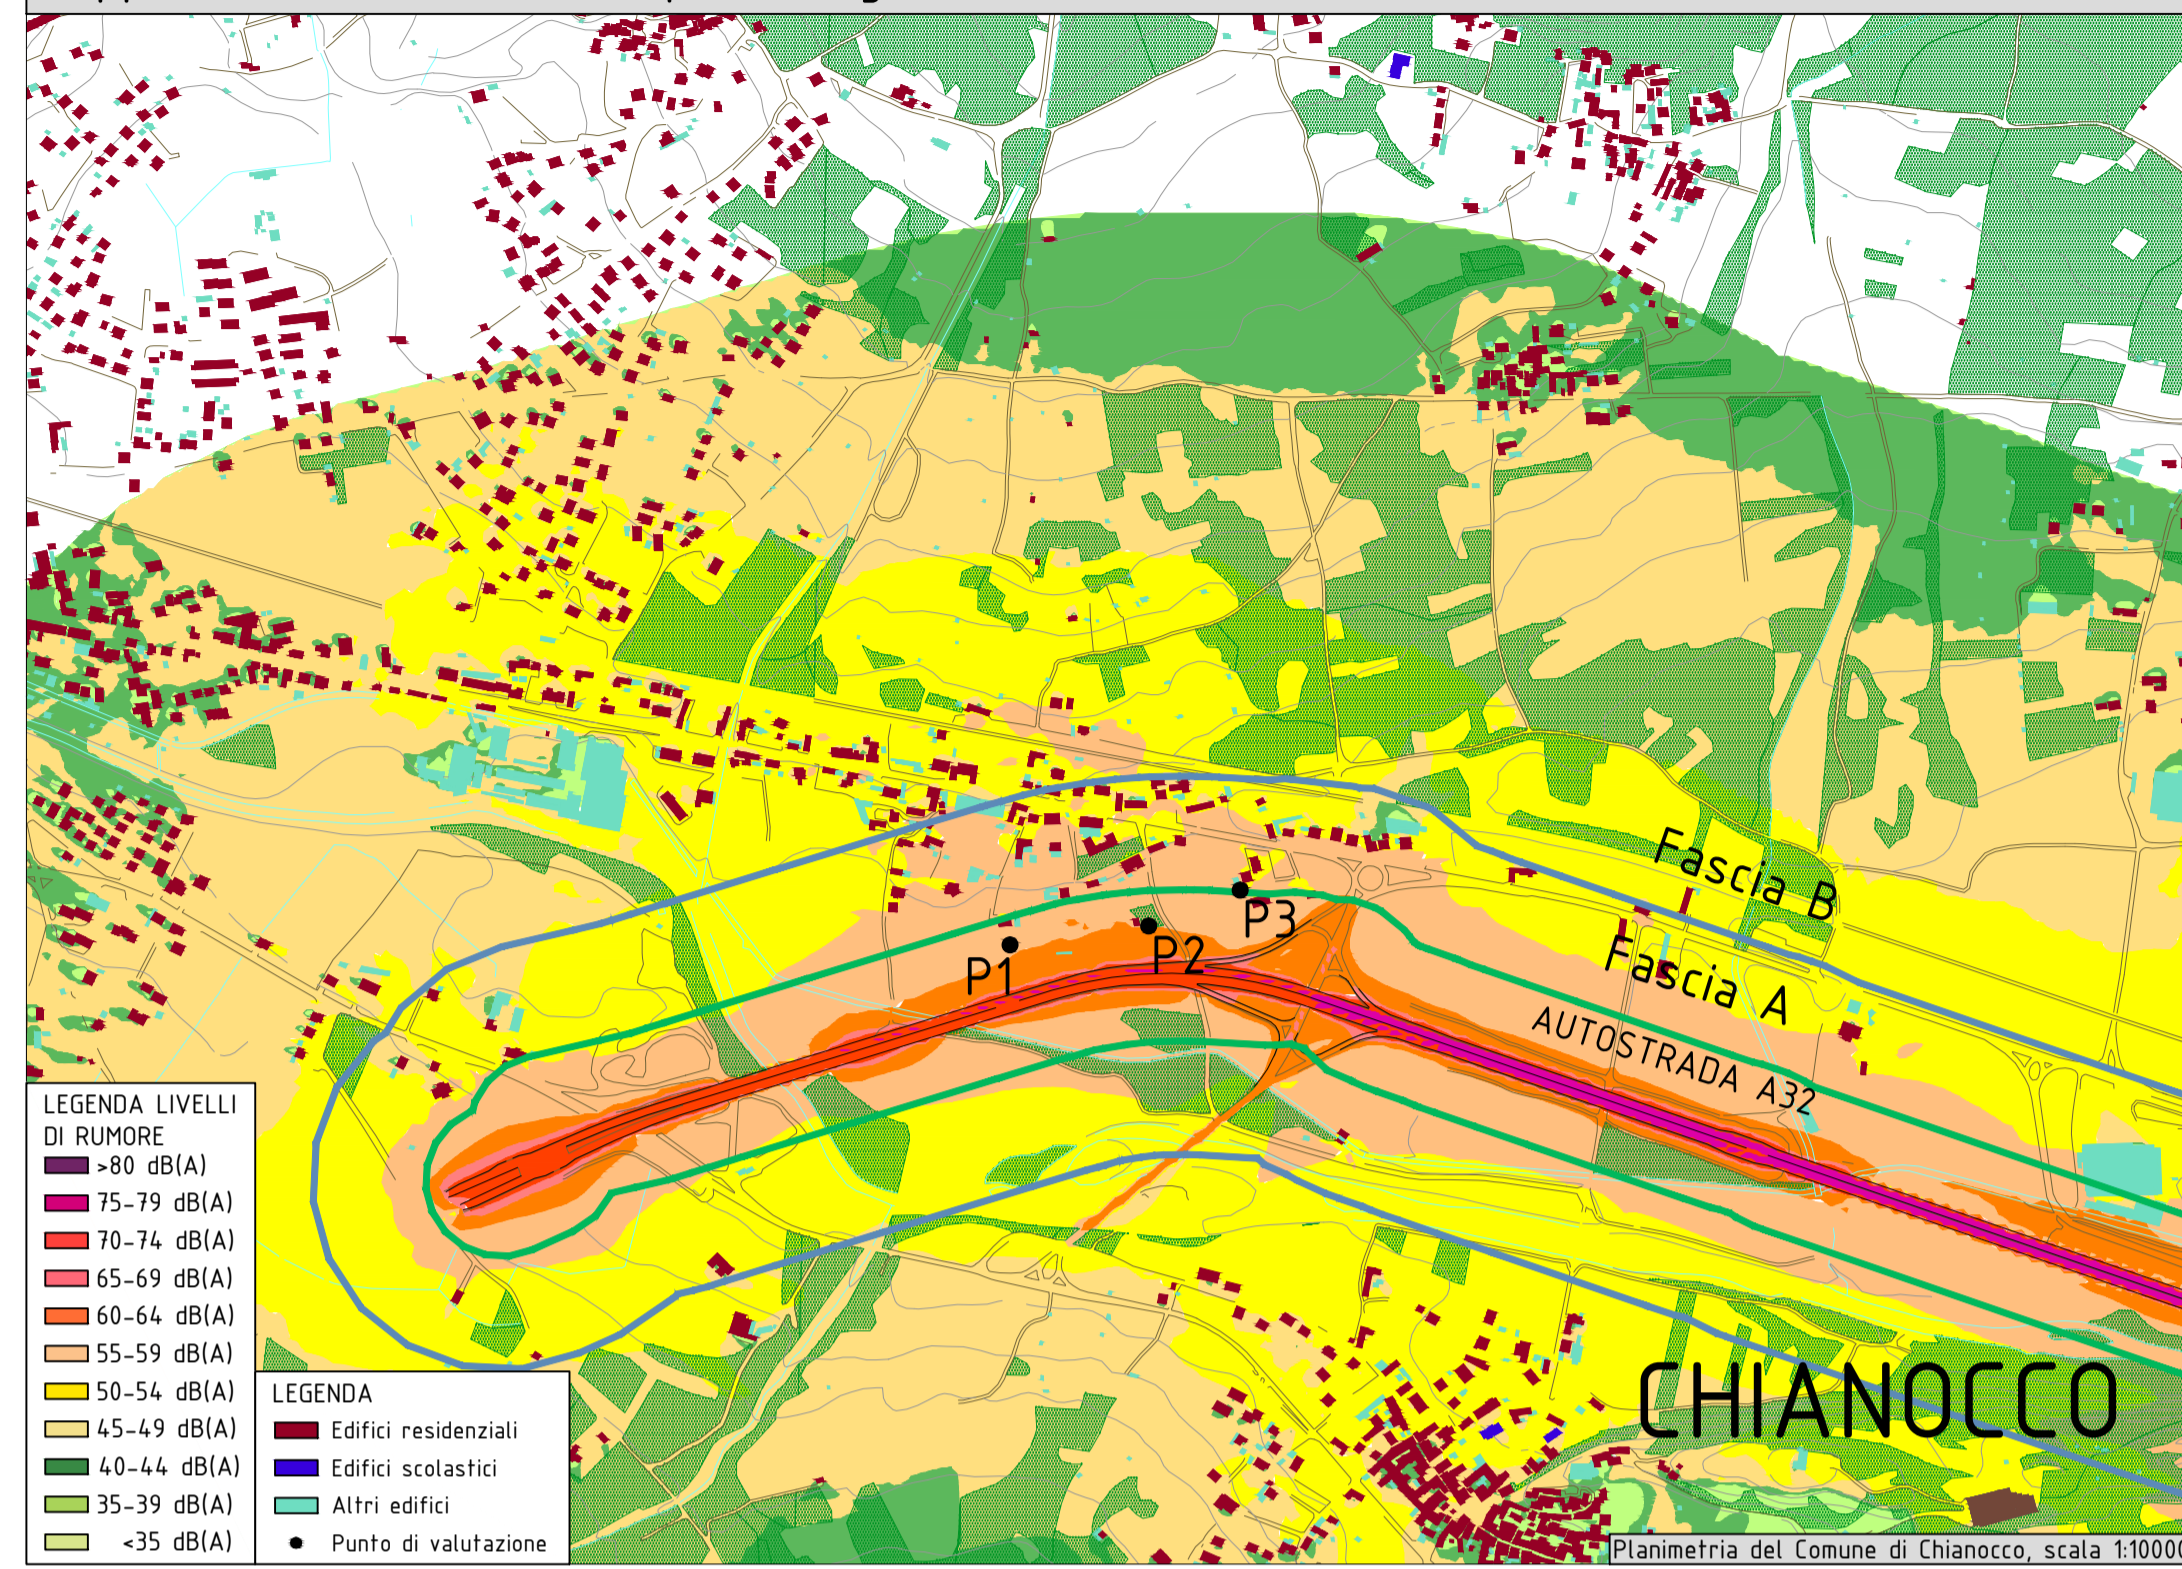 P3
P2
P1
Fascia B
Fascia A
AUTOSTRADA A32
CHIANOCCO
LEGENDA LIVELLI
DI RUMORE
>80 dB(A)
75-79 dB(A)
70-74 dB(A)
65-69 dB(A)
60-64 dB(A)
55-59 dB(A)
50-54 dB(A)
45-49 dB(A)
40-44 dB(A)
35-39 dB(A)
<35 dB(A)
LEGENDA
Edifici residenziali
Edifici scolastici
Altri edifici
Punto di valutazione
Planimetria del Comune di Chianocco, scala 1:10000